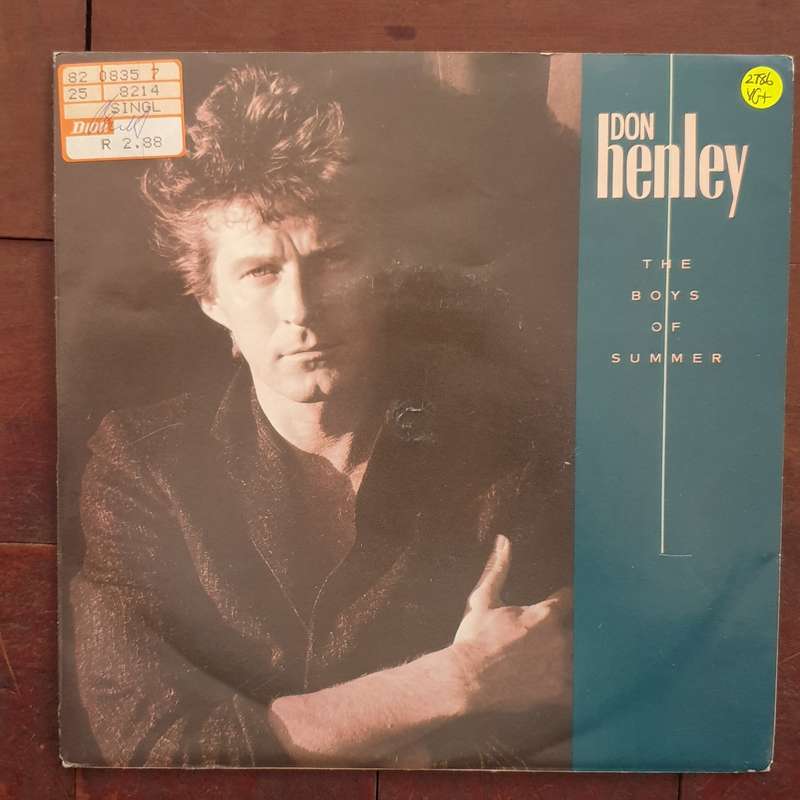 82 0835 7
25 8214
SINGL
DION
R 2.88
2786
VG+
DON
henley
THE
BOYS
OF
SUMMER